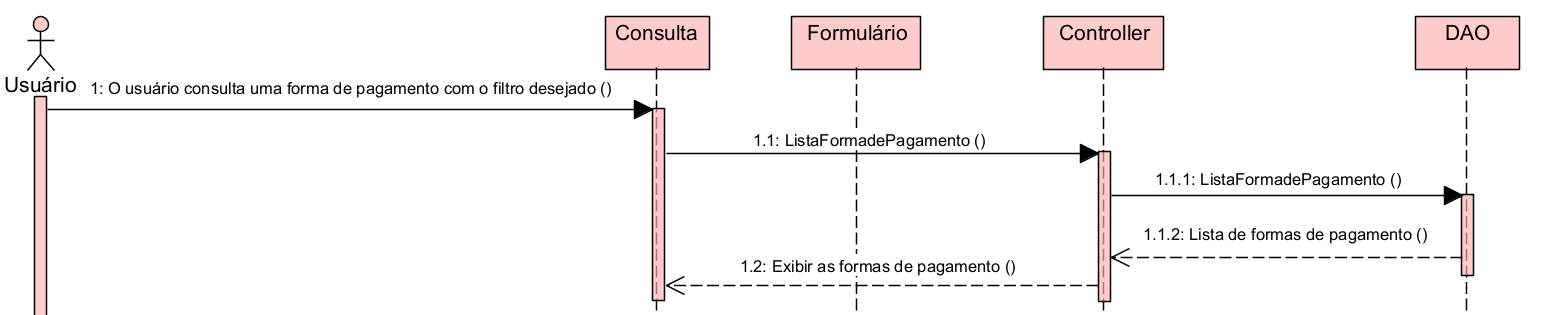 Usuário
Consulta
Formulário
Controller
DAO
1: O usuário consulta uma forma de pagamento com o filtro desejado ()
1.1: ListaFormadePagamento ()
1.1.1: ListaFormadePagamento ()
1.1.2: Lista de formas de pagamento ()
1.2: Exibir as formas de pagamento ()